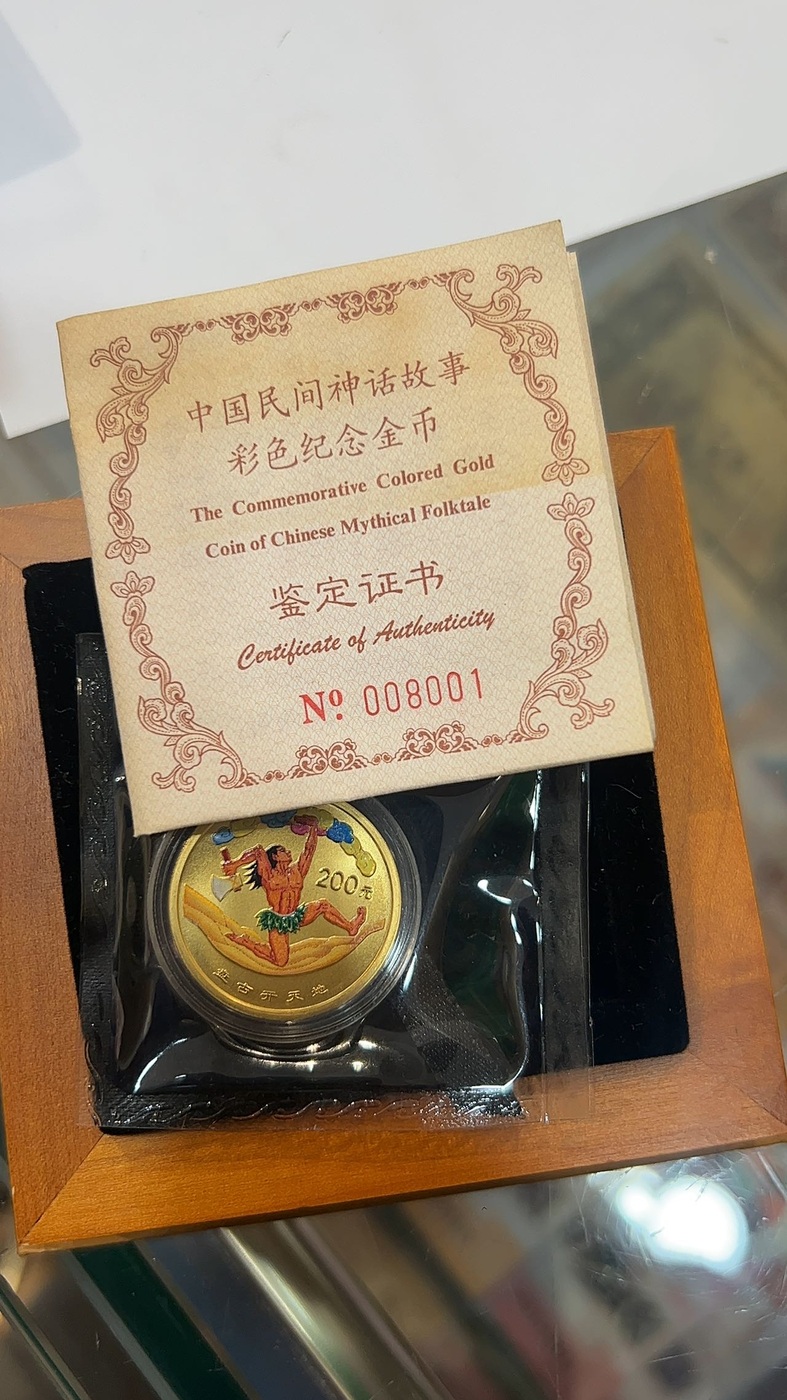 中国民间神话故事
彩色纪念金币
The Commemorative Colored Gold
Coin of Chinese Mythical Folktale
鉴定证书
Certificate of Authenticity
Nº 008001
200元
盘古开天地